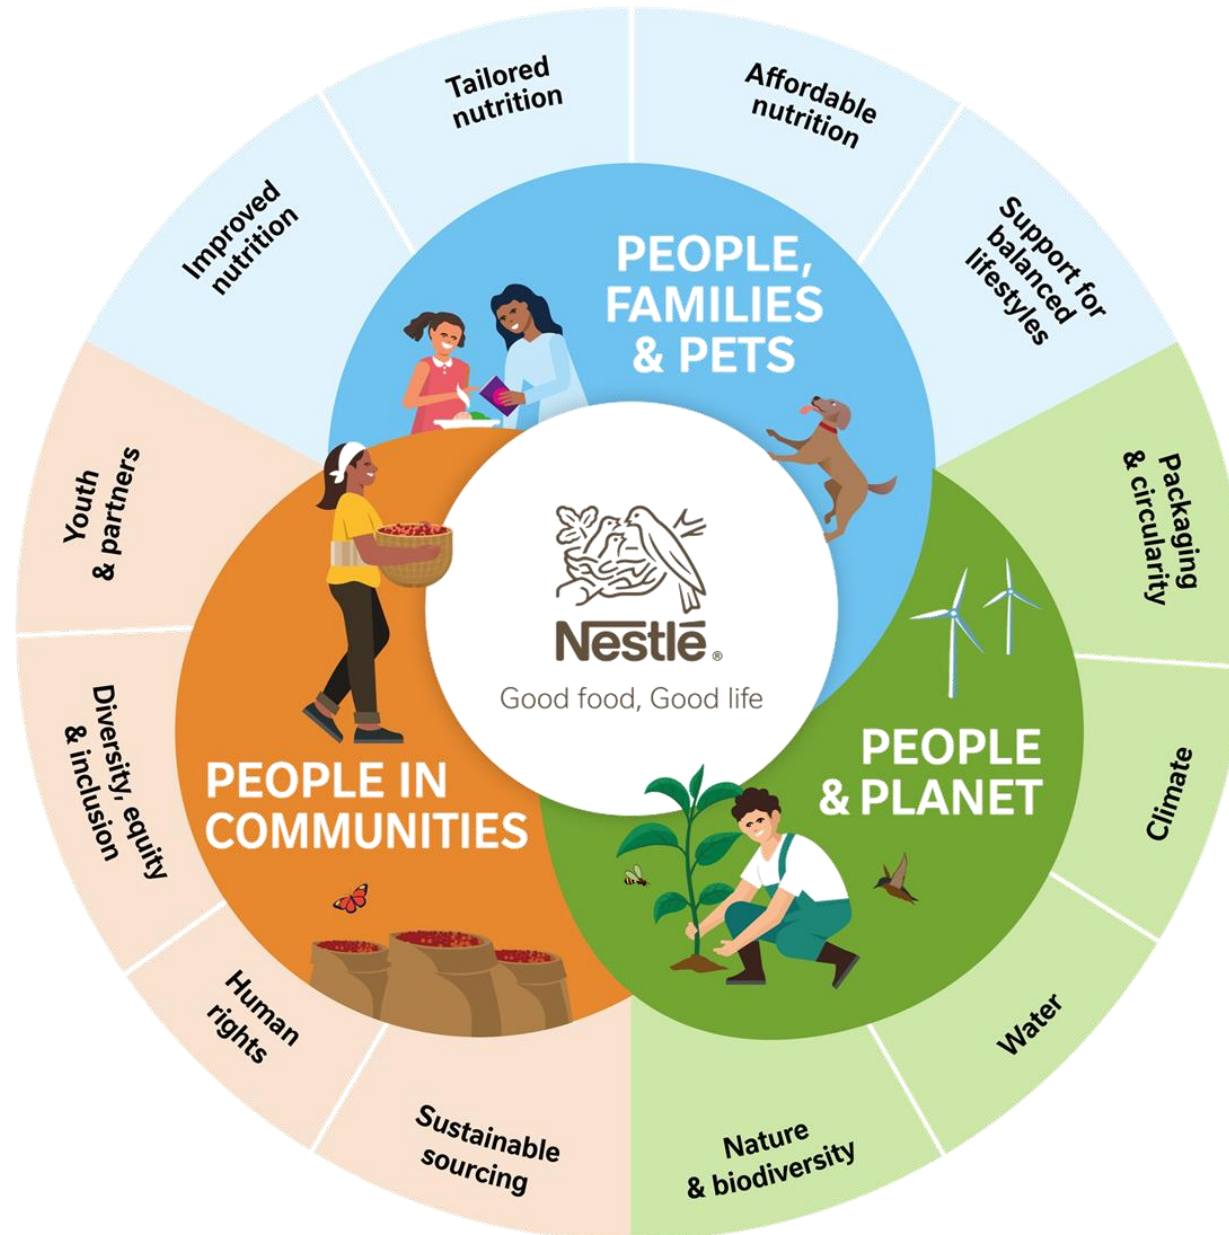 Tailored
nutrition
Affordable
nutrition
Support for
balanced
lifestyles
Packaging
& circularity
Climate
Water
Nature
& biodiversity
Sustainable
sourcing
Human
rights
Diversity, equity
& inclusion
Youth
& partners
Improved
nutrition
PEOPLE,
FAMILIES
& PETS
PEOPLE
& PLANET
PEOPLE IN
COMMUNITIES
Nestlé®
Good food, Good life